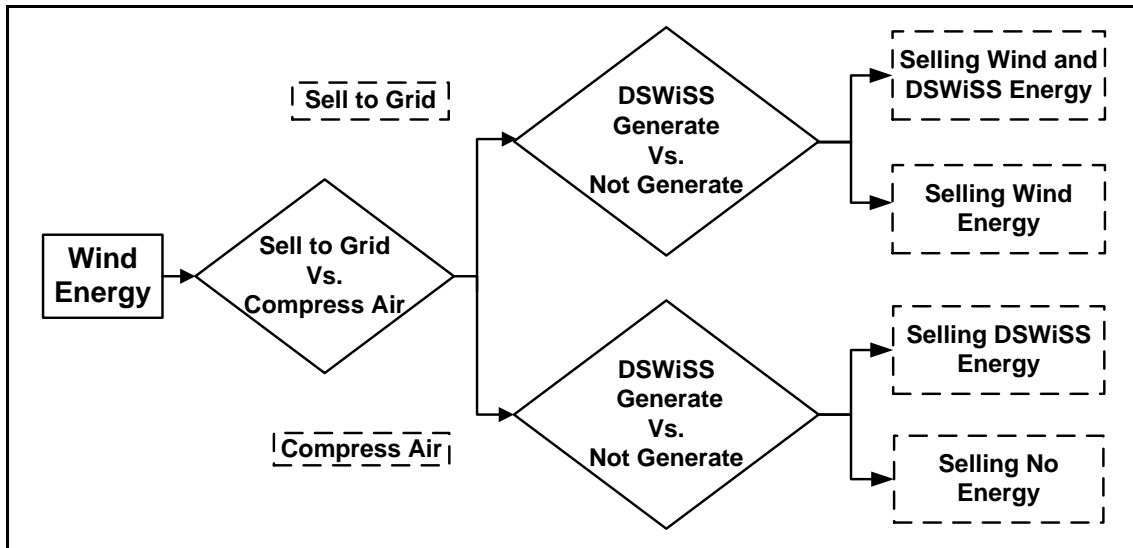 Wind
Energy
Sell to Grid
Vs.
Compress Air
Sell to Grid
Compress Air
DSWiSS
Generate
Vs.
Not Generate
Selling Wind and
DSWiSS Energy
Selling Wind
Energy
DSWiSS
Generate
Vs.
Not Generate
Selling DSWiSS
Energy
Selling No
Energy